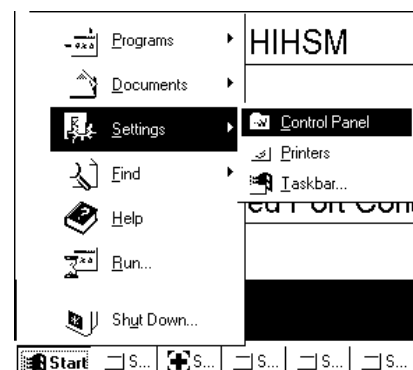 Programs
HIHSM
Documents
Settings
Control Panel
Printers
Find
Taskbar...
Help
Run...
Shut Down...
Start
S...
S...
S...
S...
S...